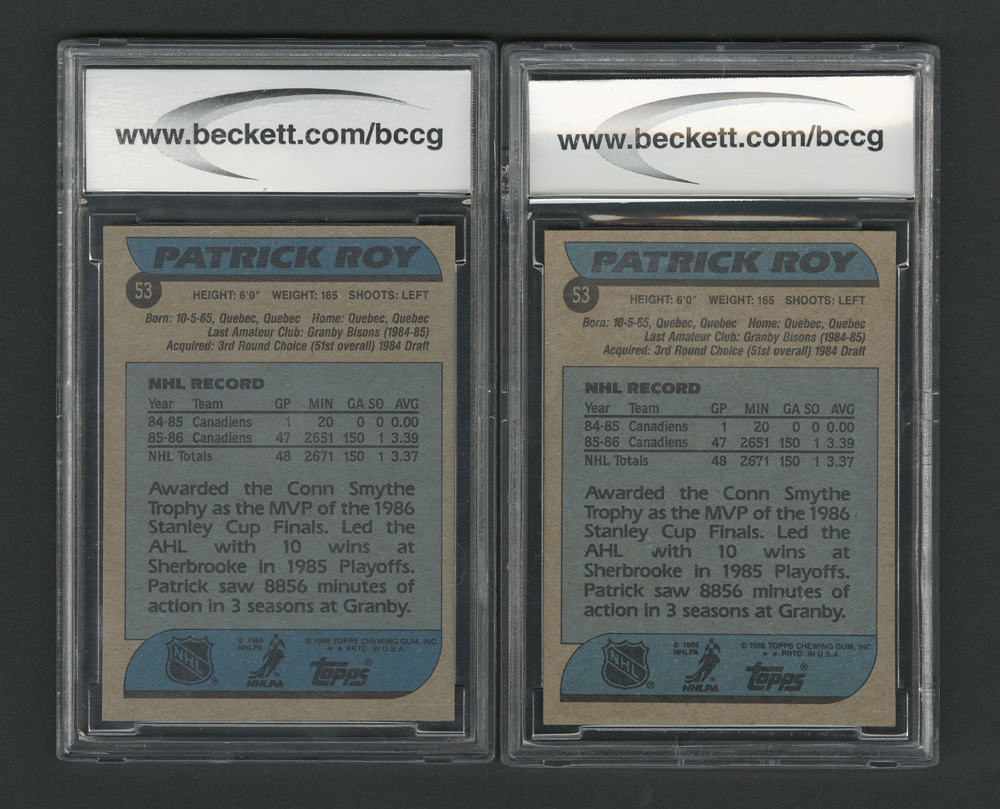 www.beckett.com/bccg
PATRICK ROY
53
HEIGHT: 6'0" WEIGHT: 165 SHOOTS: LEFT
Born: 10-5-65, Quebec, Quebec Home: Quebec, Quebec
Last Amateur Club: Granby Bisons (1984-85)
Acquired: 3rd Round Choice (51st overall) 1984 Draft
NHL RECORD
Year Team GP MIN GA SO AVG
84-85 Canadiens 1 20 0 0 0.00
85-86 Canadiens 47 2651 150 1 3.39
NHL Totals 48 2671 150 1 3.37
Awarded the Conn Smythe
Trophy as the MVP of the 1986
Stanley Cup Finals. Led the
AHL with 10 wins at
Sherbrooke in 1985 Playoffs.
Patrick saw 8856 minutes of
action in 3 seasons at Granby.
NHL ®
© 1986
NHLPA
™
NHLPA
© 1986 TOPPS CHEWING GUM, INC.
** PRTD. IN U.S.A.
topps®
www.beckett.com/bccg
PATRICK ROY
53
HEIGHT: 6'0" WEIGHT: 165 SHOOTS: LEFT
Born: 10-5-65, Quebec, Quebec Home: Quebec, Quebec
Last Amateur Club: Granby Bisons (1984-85)
Acquired: 3rd Round Choice (51st overall) 1984 Draft
NHL RECORD
Year Team GP MIN GA SO AVG
84-85 Canadiens 1 20 0 0 0.00
85-86 Canadiens 47 2651 150 1 3.39
NHL Totals 48 2671 150 1 3.37
Awarded the Conn Smythe
Trophy as the MVP of the 1986
Stanley Cup Finals. Led the
AHL with 10 wins at
Sherbrooke in 1985 Playoffs.
Patrick saw 8856 minutes of
action in 3 seasons at Granby.
NHL ®
© 1986
NHLPA
™
NHLPA
© 1986 TOPPS CHEWING GUM, INC.
** PRTD. IN U.S.A.
topps®